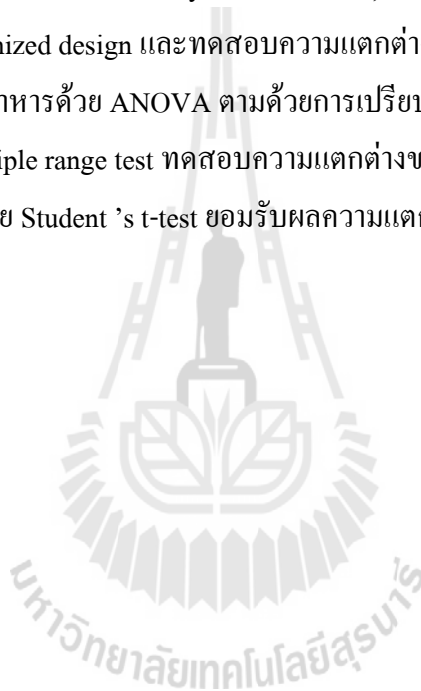 nized design และทดสอบความแตกต่า
าหารด้วย ANOVA ตามด้วยการเปรียบ
iple range test ทดสอบความแตกต่างข
ย Student ’s t-test ยอมรับผลความแตก
มหาวิทยาลัยเทคโนโลยีสุรนารี